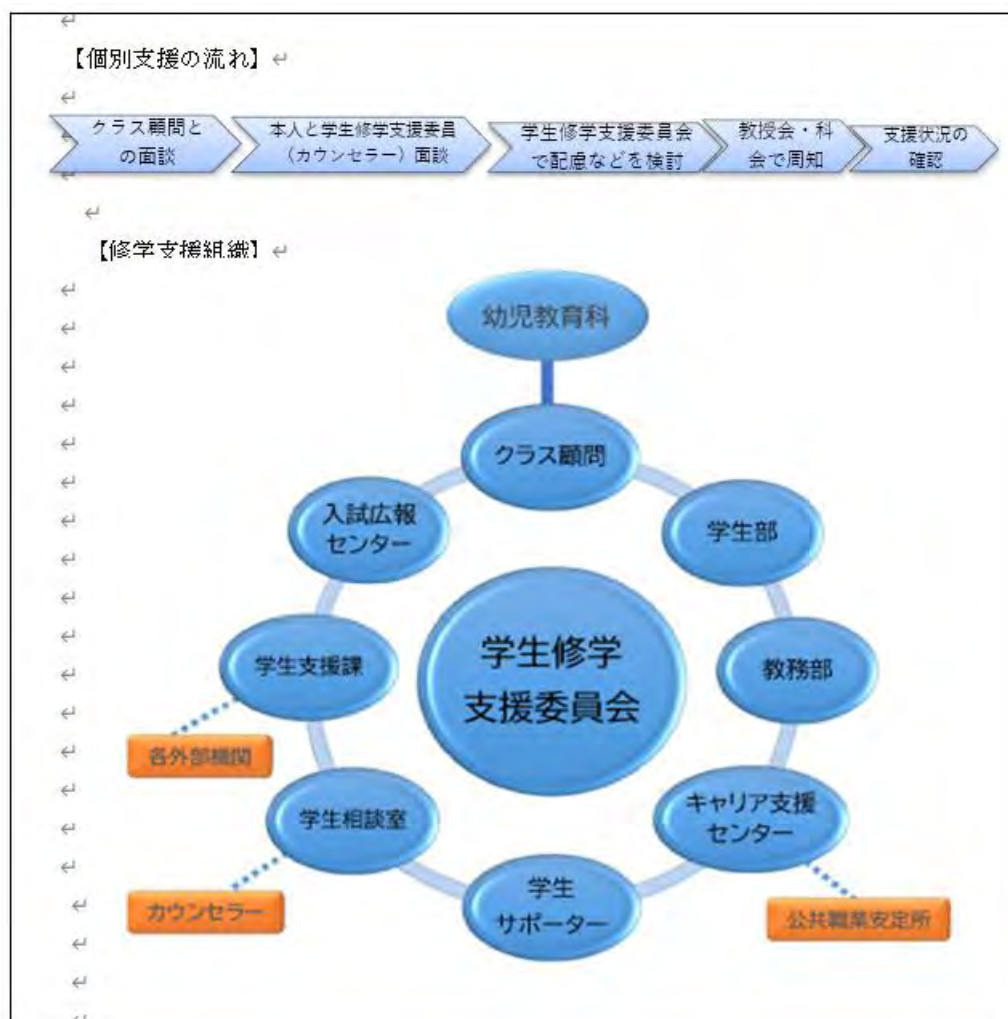 【個別支援の流れ】
クラス顧問と
の面談
本人と学生修学支援委員
(カウンセラー)面談
学生修学支援委員会
で配慮などを検討
教授会・科
会で周知
支援状況の
確認
【修学支援組織】
幼児教育科
クラス顧問
入試広報
センター
学生部
学生修学
支援委員会
学生支援課
教務部
各外部機関
キャリア支援
センター
学生相談室
学生
サポーター
カウンセラー
公共職業安定所